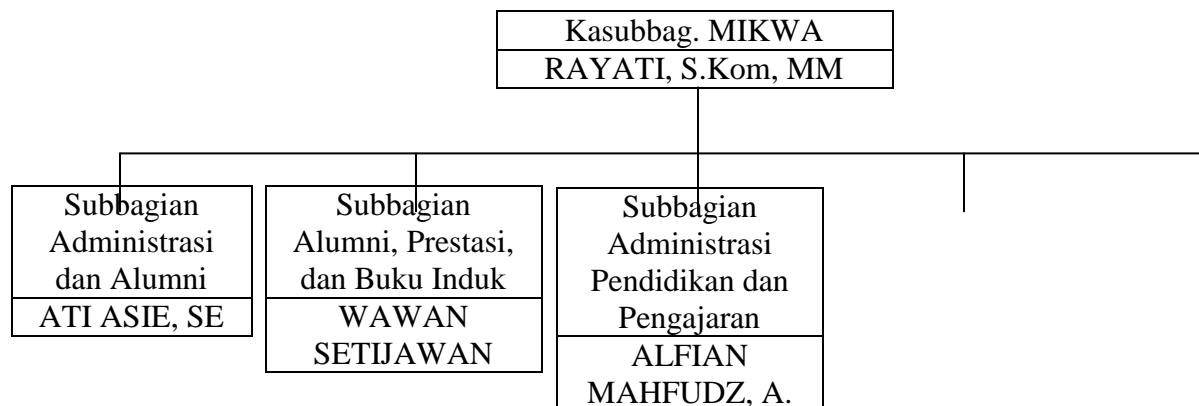 Kasubbag. MIKWA
RAYATI, S.Kom, MM
Subbagian
Administrasi
dan Alumni
ATI ASIE, SE
Subbagian
Alumni, Prestasi,
dan Buku Induk
WAWAN
SETIJAWAN
Subbagian
Administrasi
Pendidikan dan
Pengajaran
ALFIAN
MAHFUDZ, A.